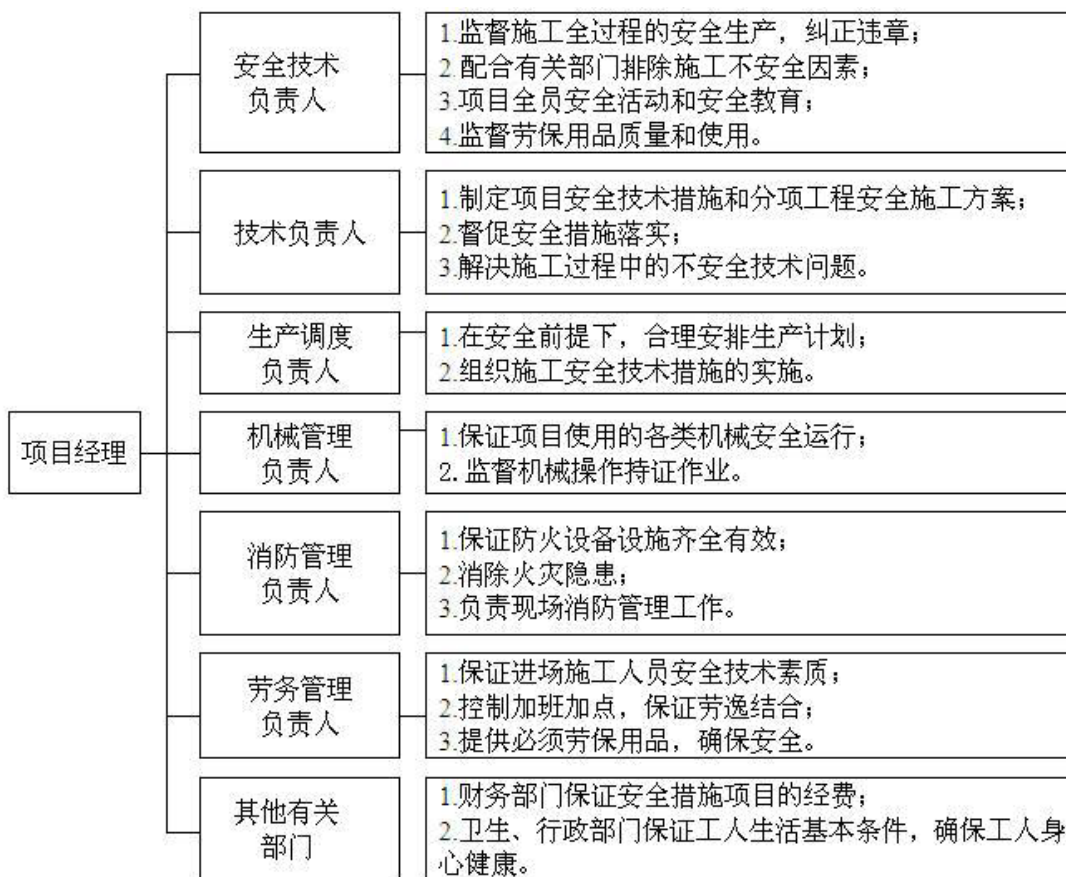 项目经理
安全技术
负责人
1.监督施工全过程的安全生产，纠正违章；
2.配合有关部门排除施工不安全因素；
3.项目全员安全活动和安全教育；
4.监督劳保用品质量和使用。
技术负责人
1.制定项目安全技术措施和分项工程安全施工方案；
2.督促安全措施落实；
3.解决施工过程中的不安全技术问题。
生产调度
负责人
1.在安全前提下，合理安排生产计划；
2.组织施工安全技术措施的实施。
机械管理
负责人
1.保证项目使用的各类机械安全运行；
2.监督机械操作持证作业。
消防管理
负责人
1.保证防火设备设施齐全有效；
2.消除火灾隐患；
3.负责现场消防管理工作。
劳务管理
负责人
1.保证进场施工人员安全技术素质；
2.控制加班加点，保证劳逸结合；
3.提供必须劳保用品，确保安全。
其他有关
部门
1.财务部门保证安全措施项目的经费；
2.卫生、行政部门保证工人生活基本条件，确保工人身
心健康。